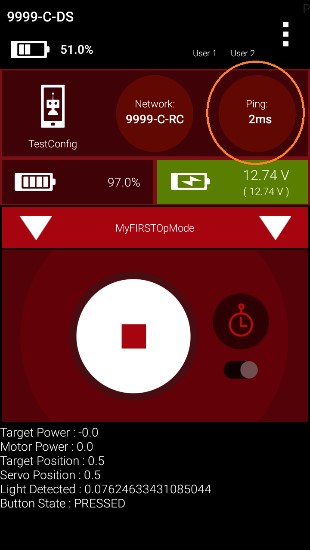 9999-C-DS
51.0%
User 1 User 2
Network:
9999-C-RC
Ping:
2ms
TestConfig
97.0%
12.74 V
( 12.74 V )
MyFIRSTOpMode
Target Power : -0.0
Motor Power : 0.0
Target Position : 0.5
Servo Position : 0.5
Light Detected : 0.07624633431085044
Button State : PRESSED